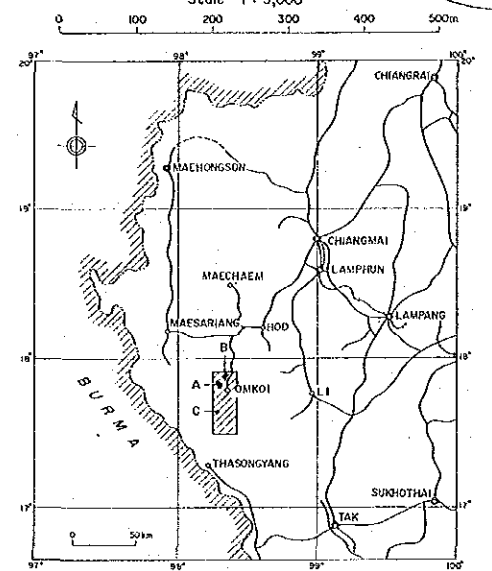 Scale 1 : 5,000
0 100 200 300 400 500m
97° 98° 99° 100°
20° 20°
CHIANGRAI
MAEHONGSON
19° 19°
CHIANGMAI
LAMPHUN
MAECHAEM
LAMPANG
MAESARIANG
HOD
18° 18°
B
A
OMKOI
C
LI
BURMA
THASONGYANG
SUKHOTHAI
17° 17°
TAK
0 50km
97° 98° 99° 100°